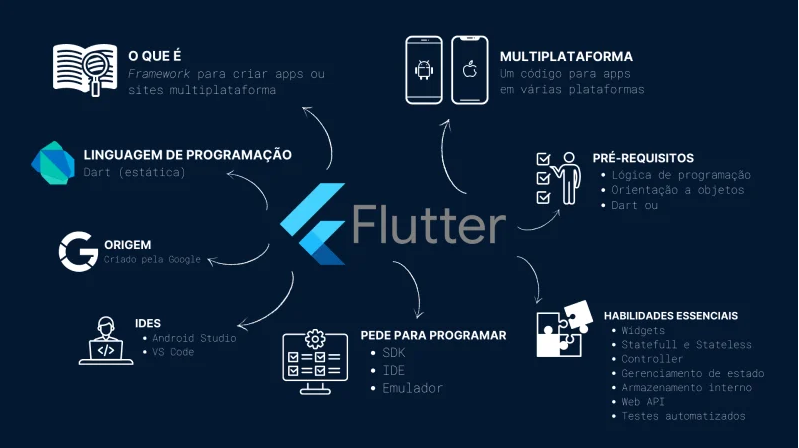 O QUE É
Framework para criar apps ou
sites multiplataforma
MULTIPLATAFORMA
Um código para apps
em várias plataformas
LINGUAGEM DE PROGRAMAÇÃO
Dart (estática)
PRÉ-REQUISITOS
• Lógica de programação
• Orientação a objetos
• Dart ou
Flutter
ORIGEM
Criado pela Google
IDES
• Android Studio
• VS Code
PEDE PARA PROGRAMAR
• SDK
• IDE
• Emulador
HABILIDADES ESSENCIAIS
• Widgets
• Statefull e Stateless
• Controller
• Gerenciamento de estado
• Armazenamento interno
• Web API
• Testes automatizados